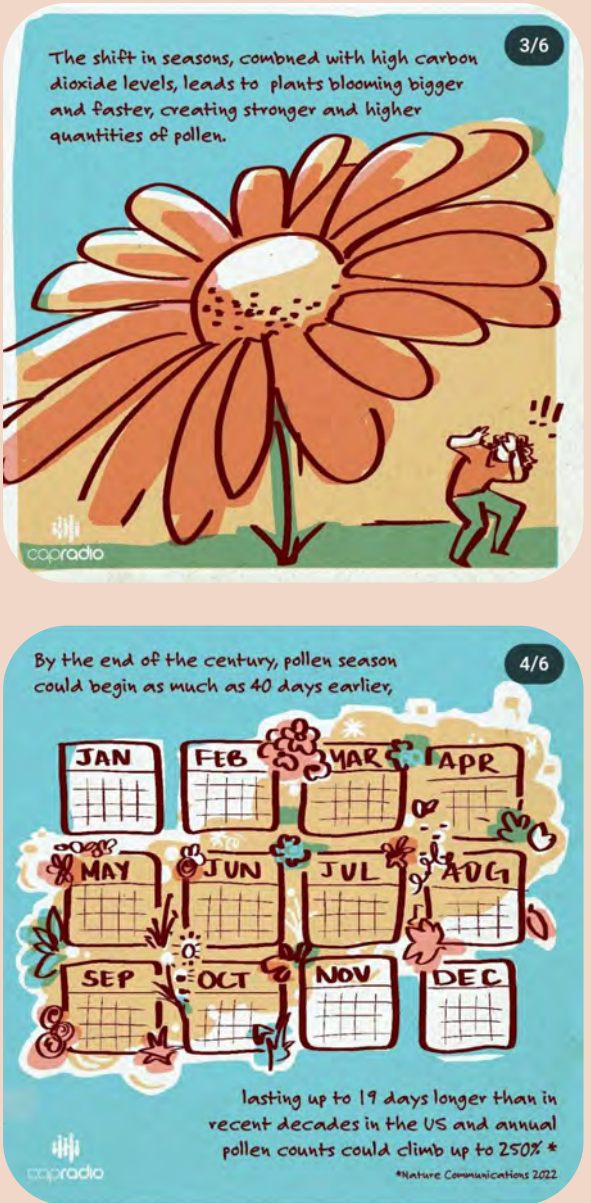 3/6
The shift in seasons, combned with high carbon
dioxide levels, leads to plants blooming bigger
and faster, creating stronger and higher
quantities of pollen.
!!!
capradio
4/6
By the end of the century, pollen season
could begin as much as 40 days earlier,
JAN FEB MAR APR
MAY JUN JUL AUG
SEP OCT NOV DEC
lasting up to 19 days longer than in
recent decades in the US and annual
pollen counts could climb up to 250% *
*Nature Communications 2022
capradio